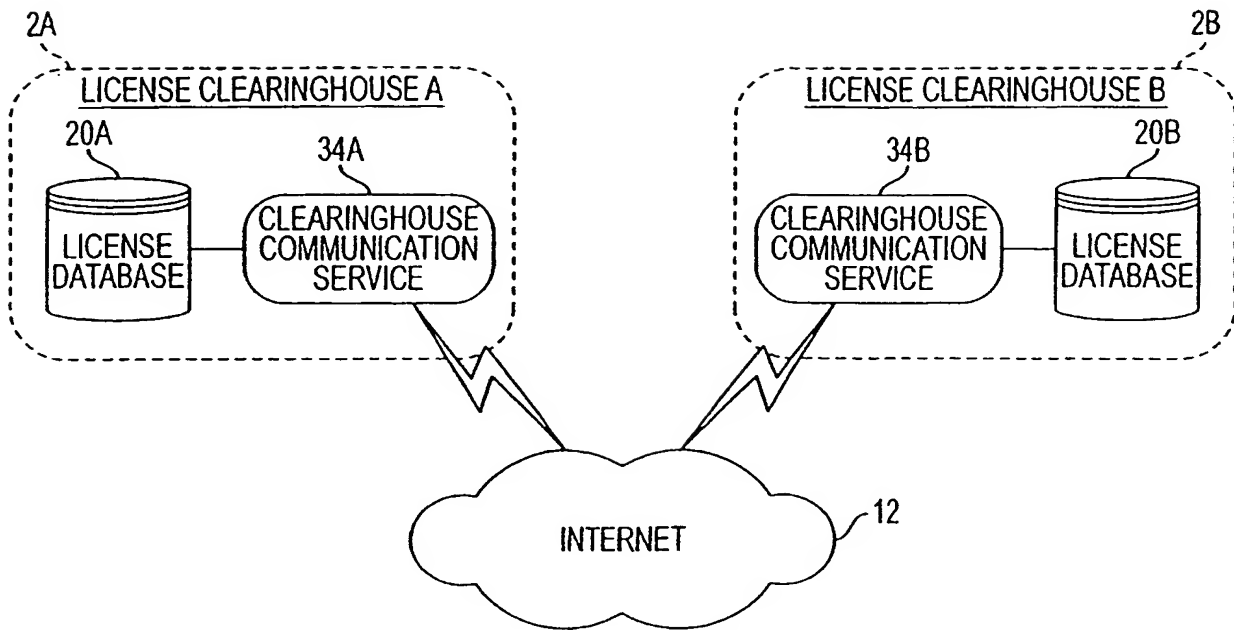 2A
2B
LICENSE CLEARINGHOUSE A
LICENSE CLEARINGHOUSE B
20A
34A
34B
20B
LICENSE
DATABASE
CLEARINGHOUSE
COMMUNICATION
SERVICE
CLEARINGHOUSE
COMMUNICATION
SERVICE
LICENSE
DATABASE
INTERNET
12